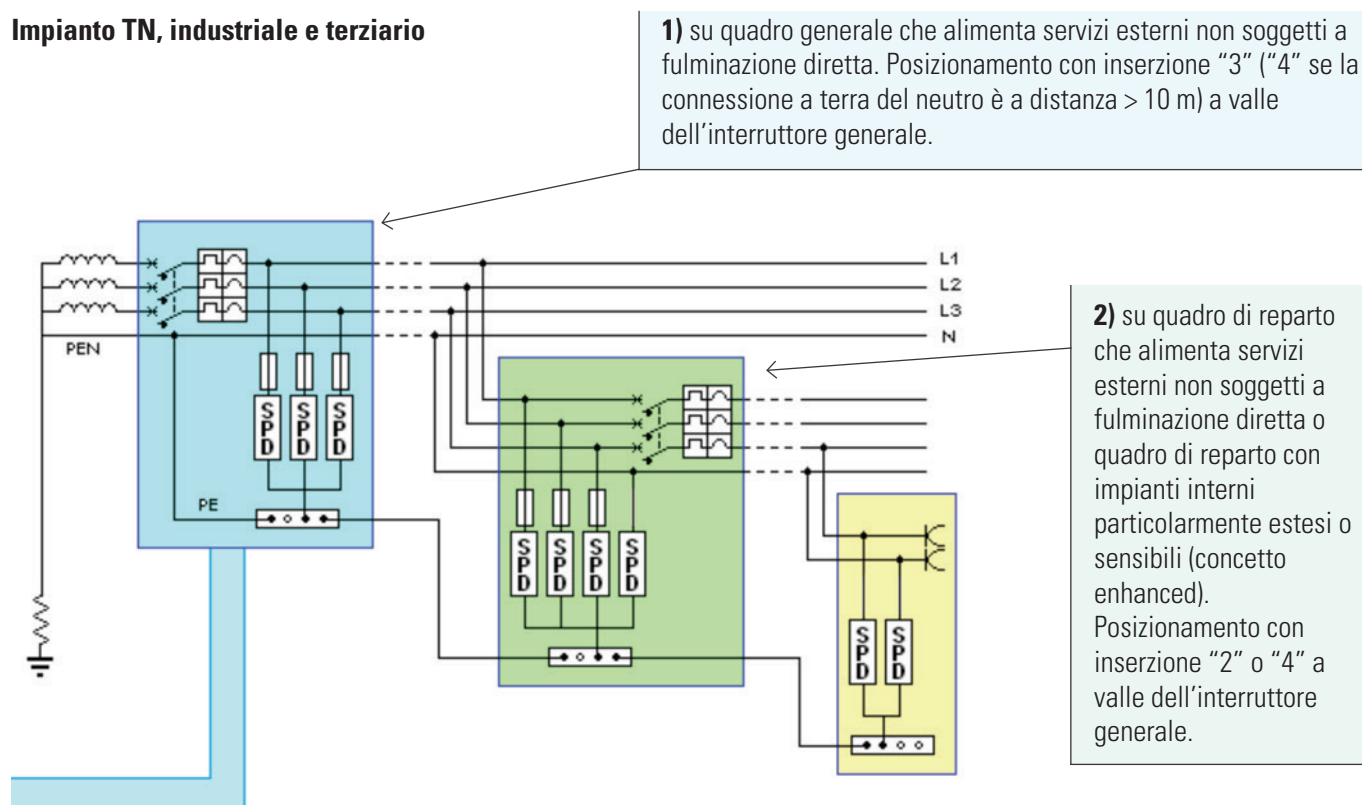 Impianto TN, industriale e terziario
1) su quadro generale che alimenta servizi esterni non soggetti a
fulminazione diretta. Posizionamento con inserzione “3” (“4” se la
connessione a terra del neutro è a distanza > 10 m) a valle
dell’interruttore generale.
L1
L2
L3
N
PEN
SPD
SPD
SPD
PE
2) su quadro di reparto
che alimenta servizi
esterni non soggetti a
fulminazione diretta o
quadro di reparto con
impianti interni
particolarmente estesi o
sensibili (concetto
enhanced).
Posizionamento con
inserzione “2” o “4” a
valle dell’interruttore
generale.
SPD
SPD
SPD
SPD
SPD
SPD